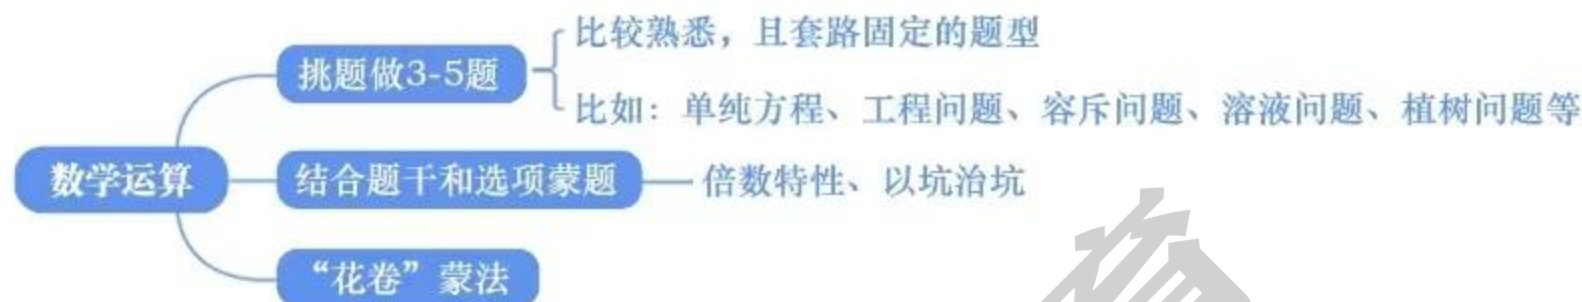 比较熟悉，且套路固定的题型
挑题做3-5题
比如：单纯方程、工程问题、容斥问题、溶液问题、植树问题等
数学运算
结合题干和选项蒙题
倍数特性、以坑治坑
“花卷”蒙法